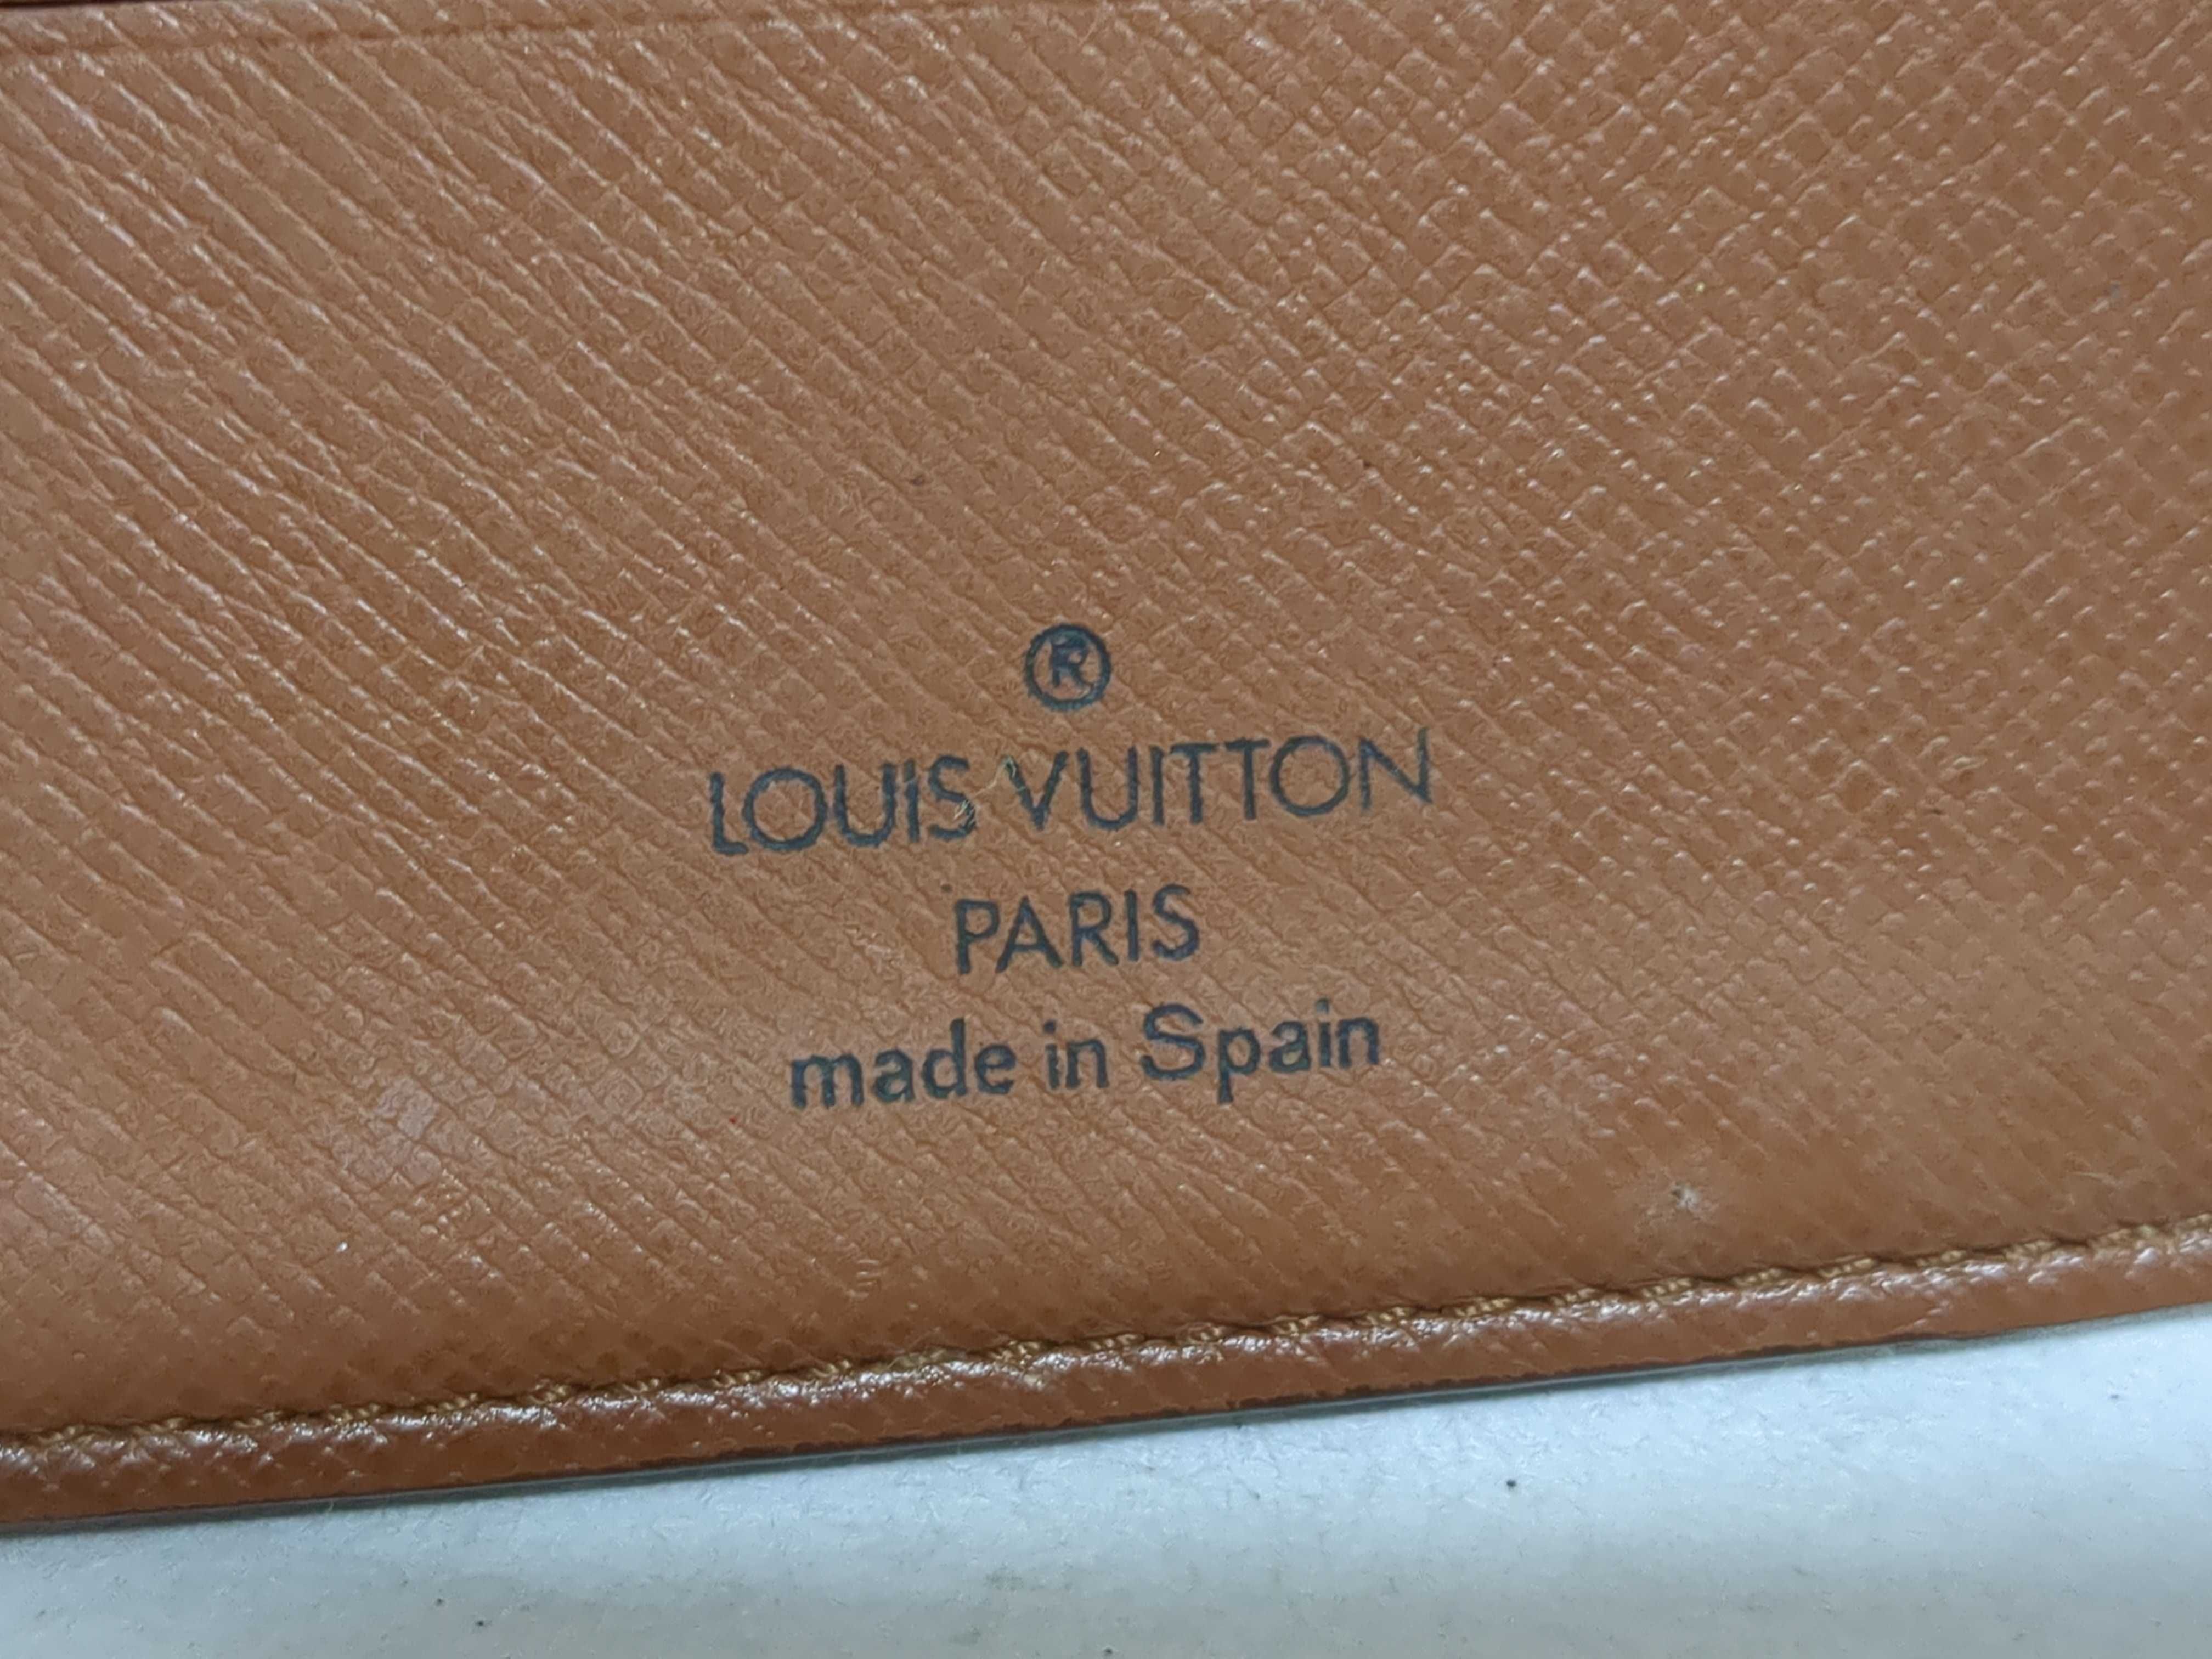 ®
LOUIS VUITTON
PARIS
made in Spain